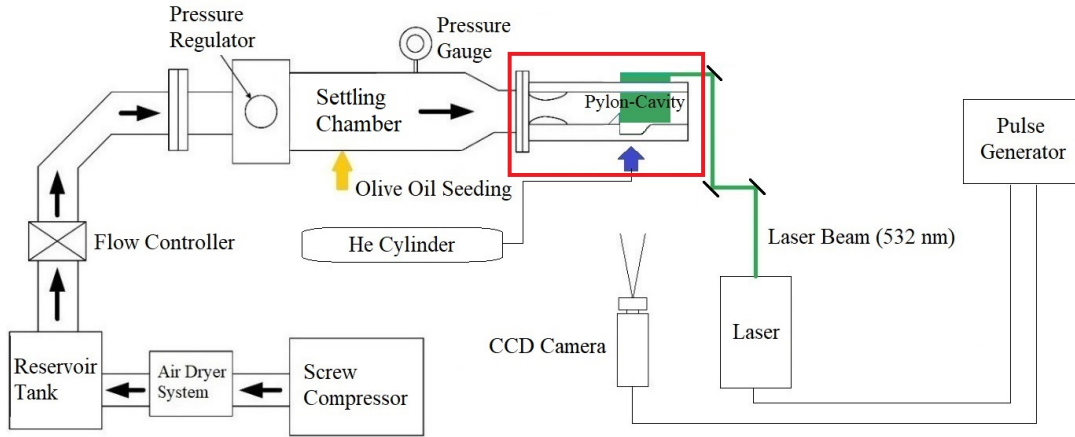 Pressure
Regulator
Pressure
Gauge
Settling
Chamber
Pylon-Cavity
Pulse
Generator
Olive Oil Seeding
Flow Controller
He Cylinder
Laser Beam (532 nm)
Laser
CCD Camera
Reservoir
Tank
Air Dryer
System
Screw
Compressor